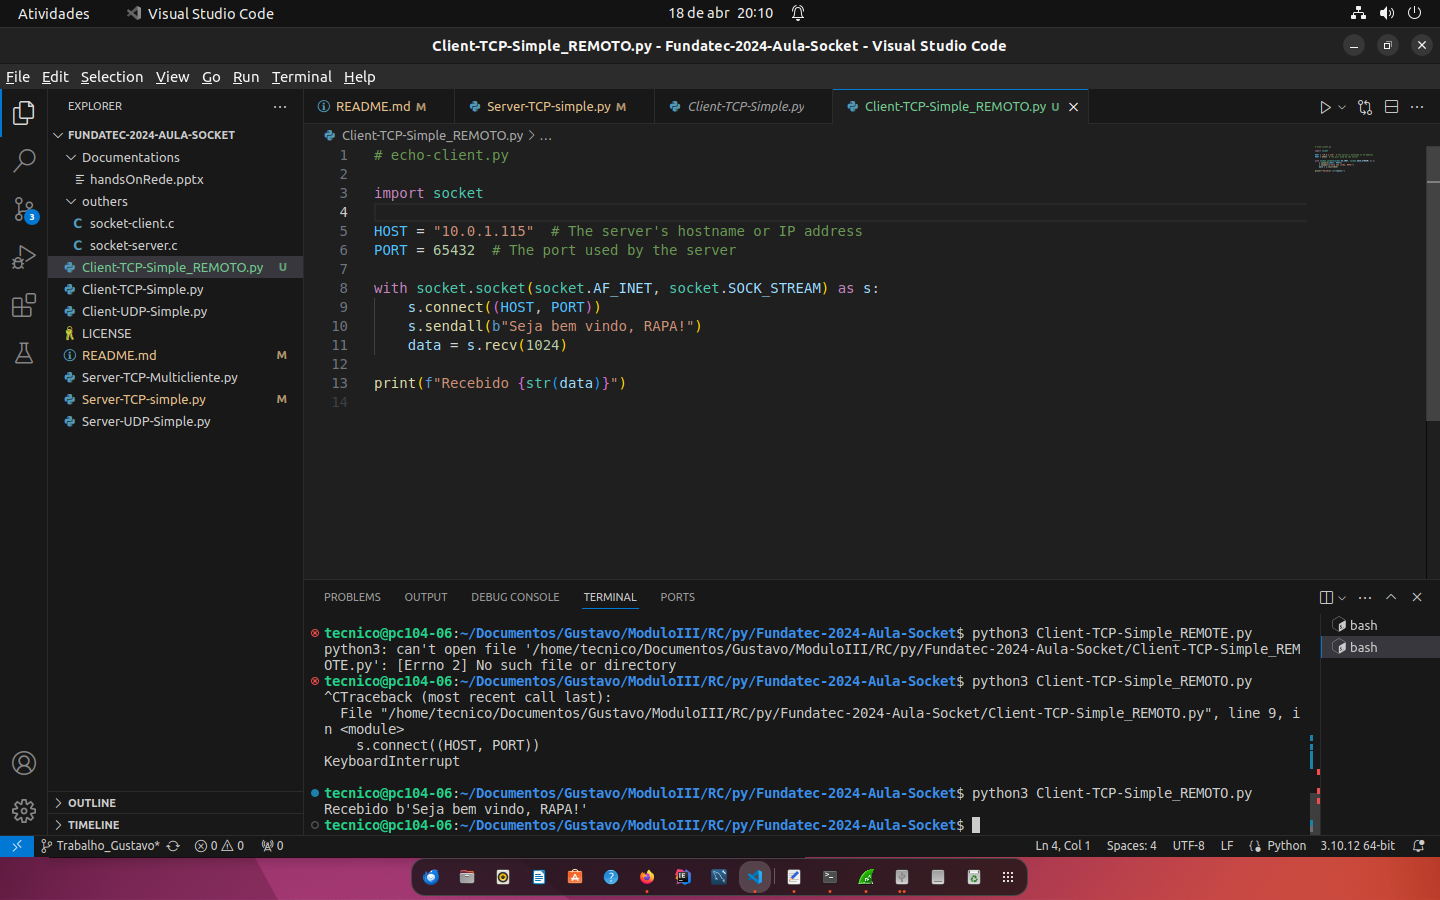 Atividades
Visual Studio Code
18 de abr 20:10
Client-TCP-Simple_REMOTO.py - Fundatec-2024-Aula-Socket - Visual Studio Code
File Edit Selection View Go Run Terminal Help
EXPLORER
README.md M
Server-TCP-simple.py M
Client-TCP-Simple.py
Client-TCP-Simple_REMOTO.py U
FUNDATEC-2024-AULA-SOCKET
Documentations
handsOnRede.pptx
outhers
C socket-client.c
C socket-server.c
Client-TCP-Simple_REMOTO.py U
Client-TCP-Simple.py
Client-UDP-Simple.py
LICENSE
README.md M
Server-TCP-Multicliente.py
Server-TCP-simple.py M
Server-UDP-Simple.py
3
OUTLINE
TIMELINE
Client-TCP-Simple_REMOTO.py > ...
1 # echo-client.py
2
3 import socket
4
5 HOST = "10.0.1.115"  # The server's hostname or IP address
6 PORT = 65432  # The port used by the server
7
8 with socket.socket(socket.AF_INET, socket.SOCK_STREAM) as s:
9     s.connect((HOST, PORT))
10     s.sendall(b"Seja bem vindo, RAPA!")
11     data = s.recv(1024)
12
13 print(f"Recebido {str(data)}")
14
PROBLEMS OUTPUT DEBUG CONSOLE TERMINAL PORTS
bash
bash
tecnico@pc104-06:~/Documentos/Gustavo/ModuloIII/RC/py/Fundatec-2024-Aula-Socket$ python3 Client-TCP-Simple_REMOTE.py
python3: can't open file '/home/tecnico/Documentos/Gustavo/ModuloIII/RC/py/Fundatec-2024-Aula-Socket/Client-TCP-Simple_REM
OTE.py': [Errno 2] No such file or directory
tecnico@pc104-06:~/Documentos/Gustavo/ModuloIII/RC/py/Fundatec-2024-Aula-Socket$ python3 Client-TCP-Simple_REMOTO.py
^CTraceback (most recent call last):
  File "/home/tecnico/Documentos/Gustavo/ModuloIII/RC/py/Fundatec-2024-Aula-Socket/Client-TCP-Simple_REMOTO.py", line 9, i
n <module>
    s.connect((HOST, PORT))
KeyboardInterrupt
tecnico@pc104-06:~/Documentos/Gustavo/ModuloIII/RC/py/Fundatec-2024-Aula-Socket$ python3 Client-TCP-Simple_REMOTO.py
Recebido b'Seja bem vindo, RAPA!'
tecnico@pc104-06:~/Documentos/Gustavo/ModuloIII/RC/py/Fundatec-2024-Aula-Socket$
Trabalho_Gustavo* 0 0 0
Ln 4, Col 1 Spaces: 4 UTF-8 LF Python 3.10.12 64-bit